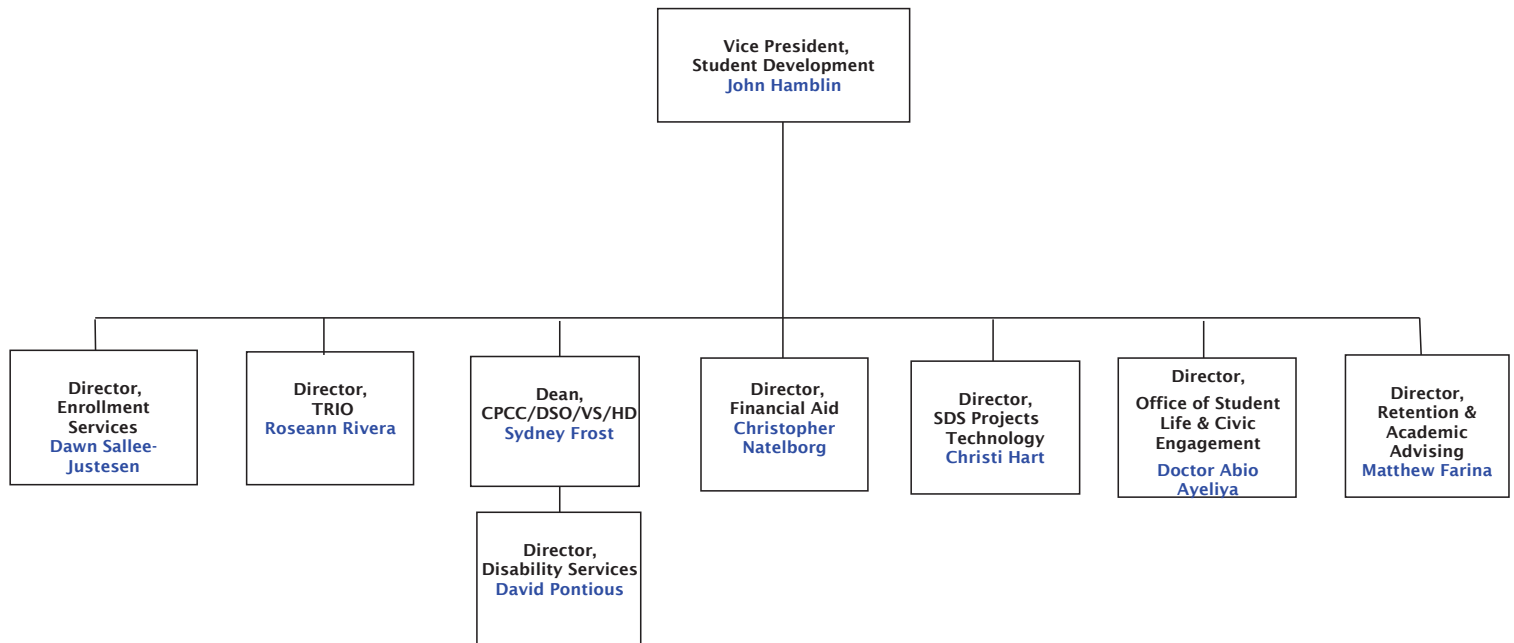 Vice President,
Student Development
John Hamblin
Director,
Enrollment
Services
Dawn Sallee-
Justesen
Director,
TRIO
Roseann Rivera
Dean,
CPCC/DSO/VS/HD
Sydney Frost
Director,
Financial Aid
Christopher
Natelborg
Director,
SDS Projects
Technology
Christi Hart
Director,
Office of Student
Life & Civic
Engagement
Doctor Abio
Ayeliya
Director,
Retention &
Academic
Advising
Matthew Farina
Director,
Disability Services
David Pontious